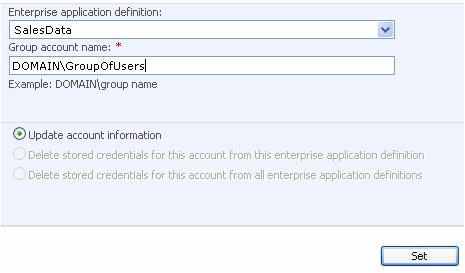 Enterprise application definition:
SalesData
Group account name: *
DOMAIN\GroupOfUsers
Example: DOMAIN\group name
Update account information
Delete stored credentials for this account from this enterprise application definition
Delete stored credentials for this account from all enterprise application definitions
Set